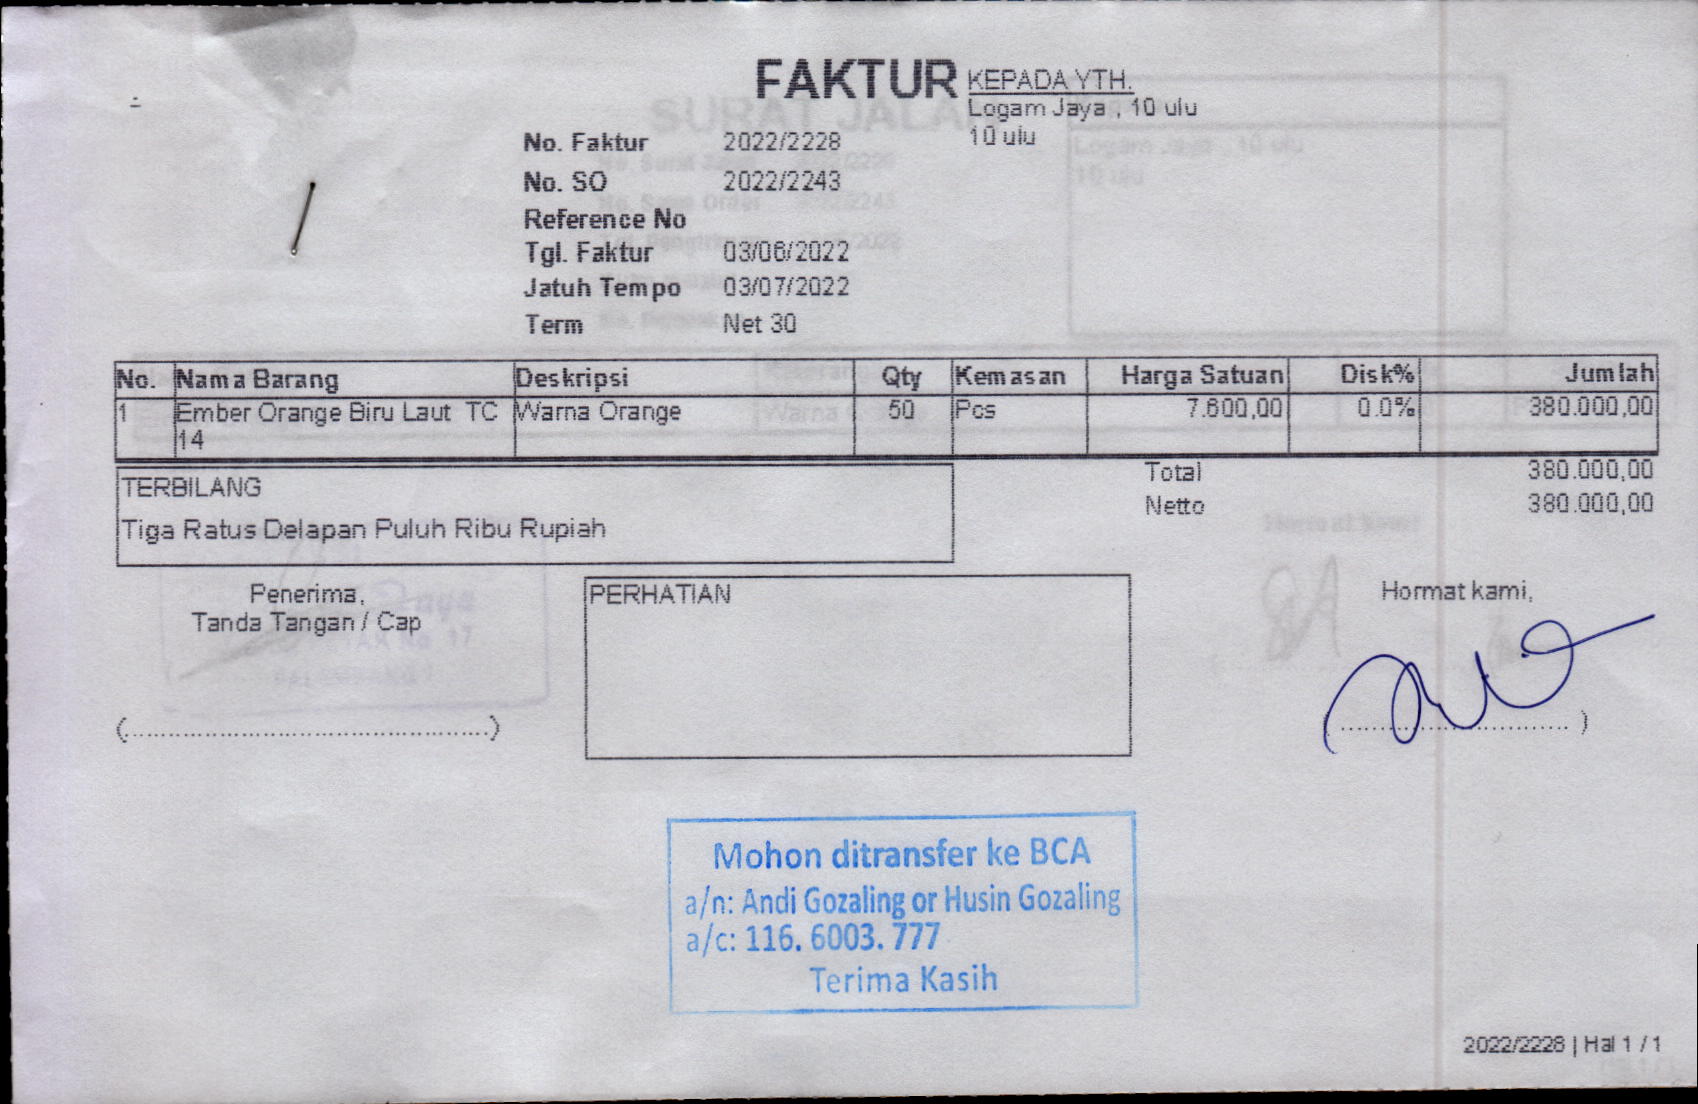 FAKTUR
KEPADA YTH.
Logam Jaya , 10 ulu
10 ulu
No. Faktur 2022/2228
No. SO 2022/2243
Reference No
Tgl. Faktur 03/06/2022
Jatuh Tempo 03/07/2022
Term Net 30
No. Nama Barang Deskripsi Qty Kemasan Harga Satuan Disk% Jumlah
1 Ember Orange Biru Laut TC Warna Orange 50 Pcs 7.600,00 0.0% 380.000,00
14
Total 380.000,00
TERBILANG
Netto 380.000,00
Tiga Ratus Delapan Puluh Ribu Rupiah
Penerima,
Tanda Tangan / Cap
PERHATIAN
Hormat kami,
(..............................................)
(.............................. )
Mohon ditransfer ke BCA
a/n: Andi Gozaling or Husin Gozaling
a/c: 116. 6003. 777
Terima Kasih
2022/2228 | Hal 1 / 1